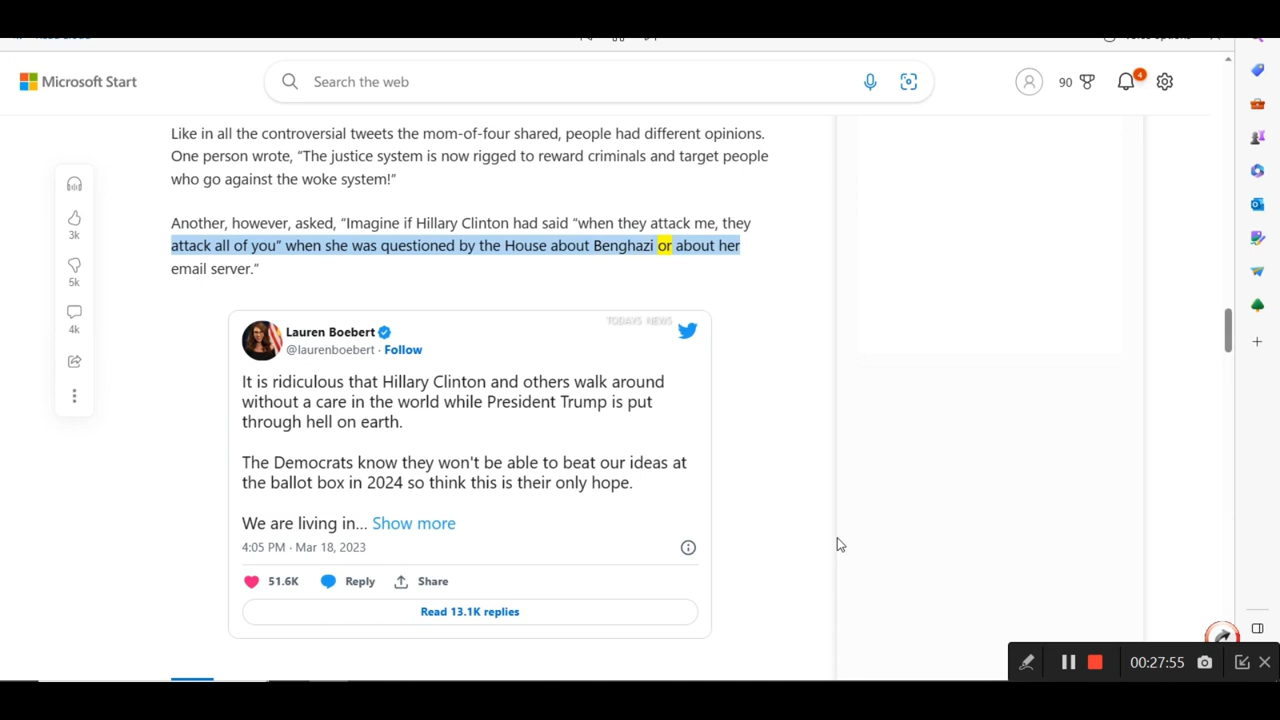 Microsoft Start
Search the web
90
4
Like in all the controversial tweets the mom-of-four shared, people had different opinions.
One person wrote, “The justice system is now rigged to reward criminals and target people
who go against the woke system!”
3k
5k
4k
Another, however, asked, “Imagine if Hillary Clinton had said “when they attack me, they
attack all of you” when she was questioned by the House about Benghazi or about her
email server.”
TODAYS NEWS
Lauren Boebert
@laurenboebert · Follow
It is ridiculous that Hillary Clinton and others walk around
without a care in the world while President Trump is put
through hell on earth.
The Democrats know they won't be able to beat our ideas at
the ballot box in 2024 so think this is their only hope.
We are living in... Show more
4:05 PM · Mar 18, 2023
51.6K Reply Share
Read 13.1K replies
00:27:55